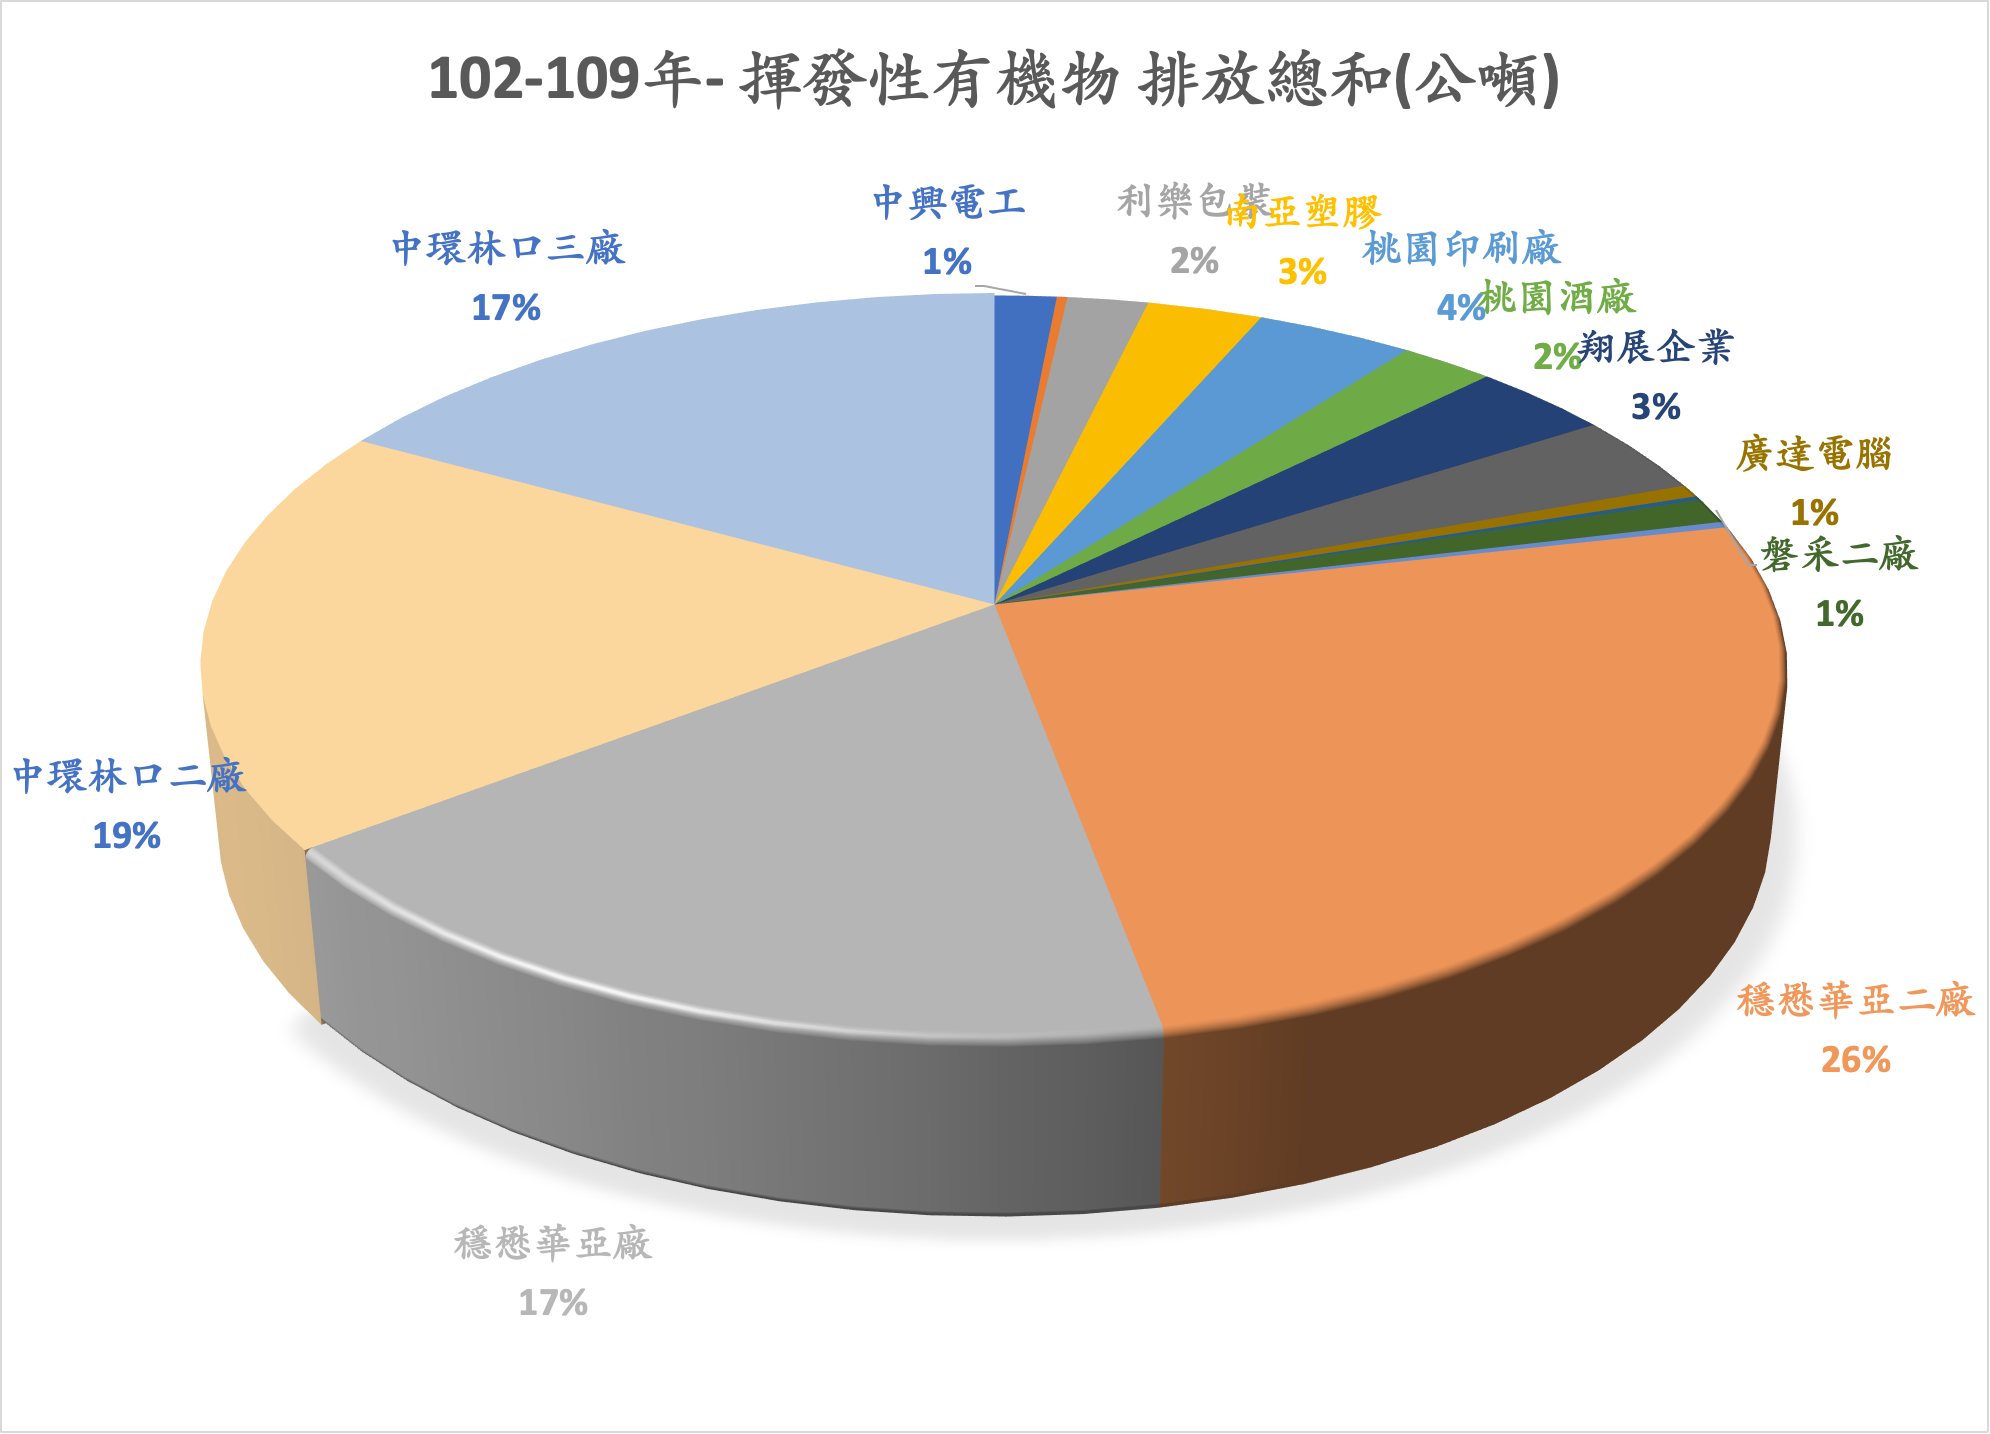 102-109年- 揮發性有機物 排放總和(公噸)
中興電工
1%
利樂包裝
2%
南亞塑膠
3%
桃園印刷廠
4%
桃園酒廠
2%
翔展企業
3%
廣達電腦
1%
磐采二廠
1%
穩懋華亞二廠
26%
穩懋華亞廠
17%
中環林口二廠
19%
中環林口三廠
17%